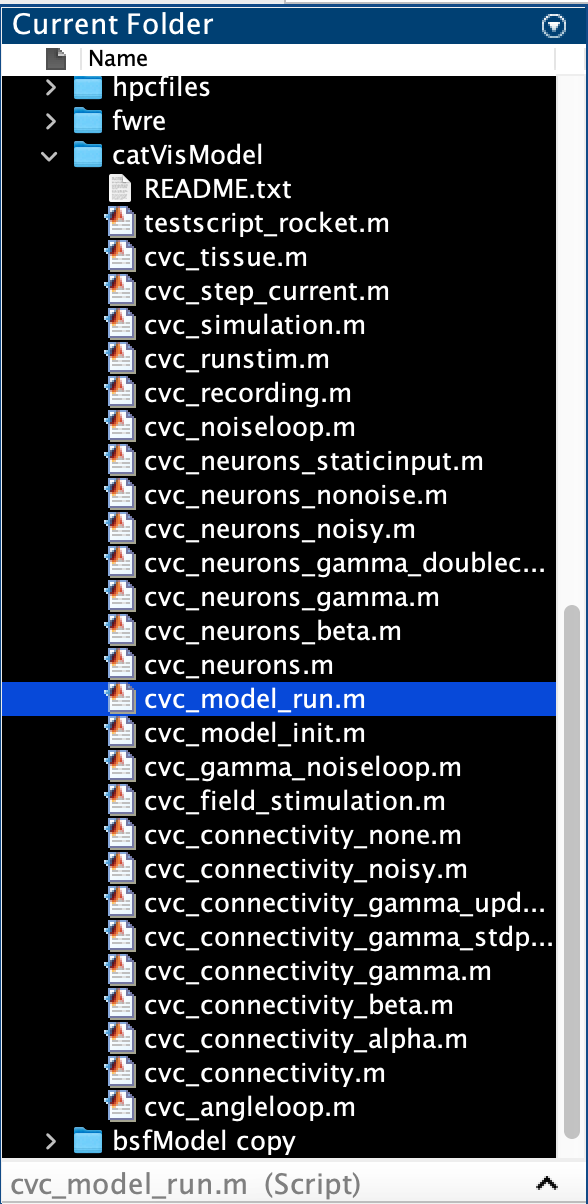 Current Folder
Name
hpcfiles
fwre
catVisModel
README.txt
testscript_rocket.m
cvc_tissue.m
cvc_step_current.m
cvc_simulation.m
cvc_runstim.m
cvc_recording.m
cvc_noiseloop.m
cvc_neurons_staticinput.m
cvc_neurons_nonoise.m
cvc_neurons_noisy.m
cvc_neurons_gamma_doublec...
cvc_neurons_gamma.m
cvc_neurons_beta.m
cvc_neurons.m
cvc_model_run.m
cvc_model_init.m
cvc_gamma_noiseloop.m
cvc_field_stimulation.m
cvc_connectivity_none.m
cvc_connectivity_noisy.m
cvc_connectivity_gamma_upd...
cvc_connectivity_gamma_stdp...
cvc_connectivity_gamma.m
cvc_connectivity_beta.m
cvc_connectivity_alpha.m
cvc_connectivity.m
cvc_angleloop.m
bsfModel copy
cvc_model_run.m (Script)